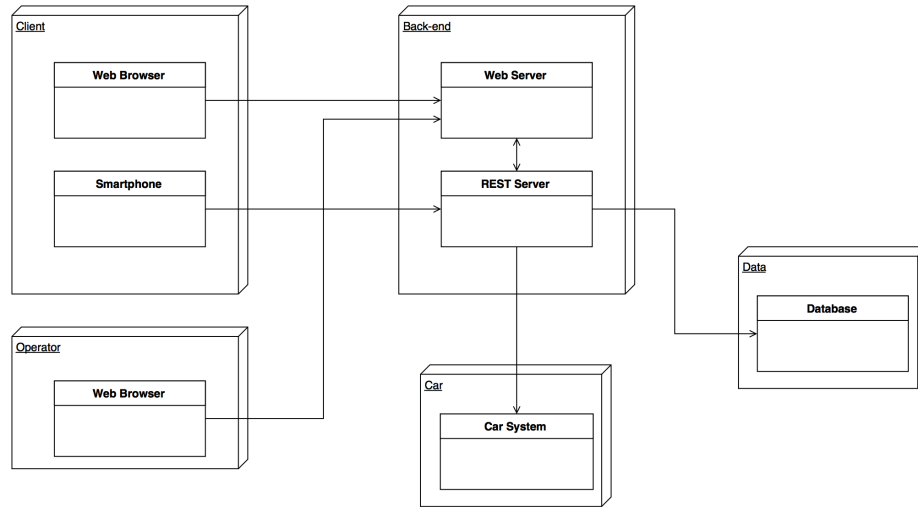 Client
Web Browser
Smartphone
Back-end
Web Server
REST Server
Operator
Web Browser
Car
Car System
Data
Database